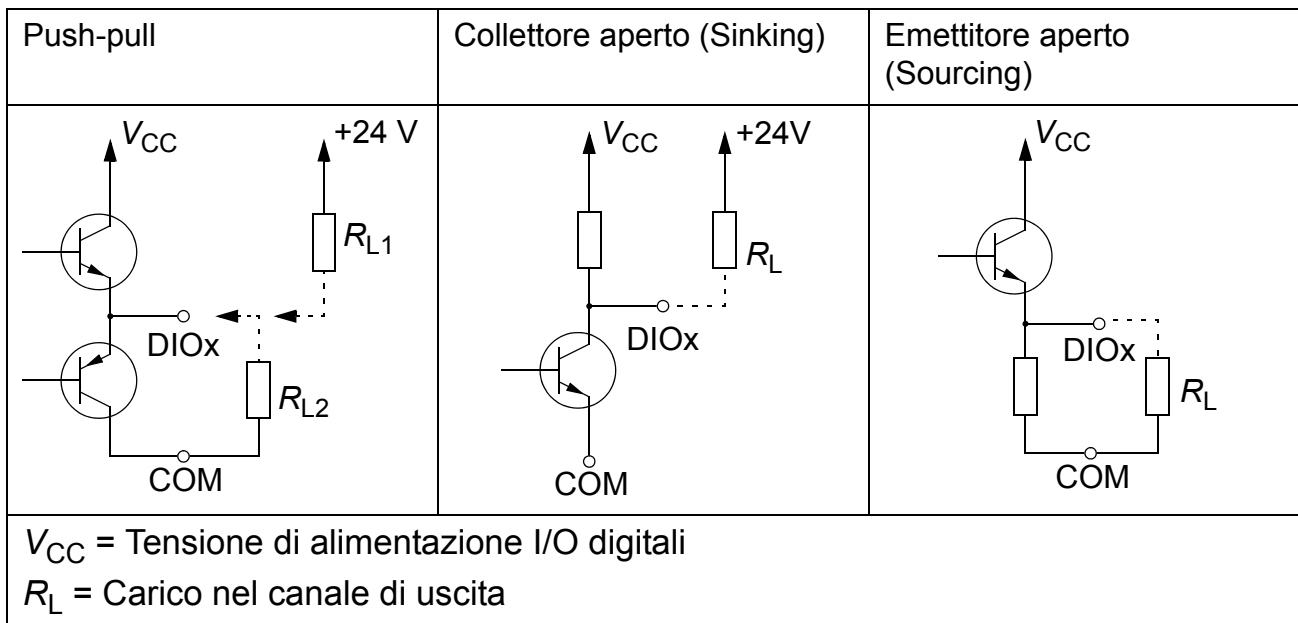 Push-pull
Collettore aperto (Sinking)
Emettitore aperto
(Sourcing)
VCC
+24 V
RL1
DIOx
RL2
COM
VCC
+24V
RL
DIOx
COM
VCC
DIOx
RL
COM
VCC = Tensione di alimentazione I/O digitali
RL = Carico nel canale di uscita